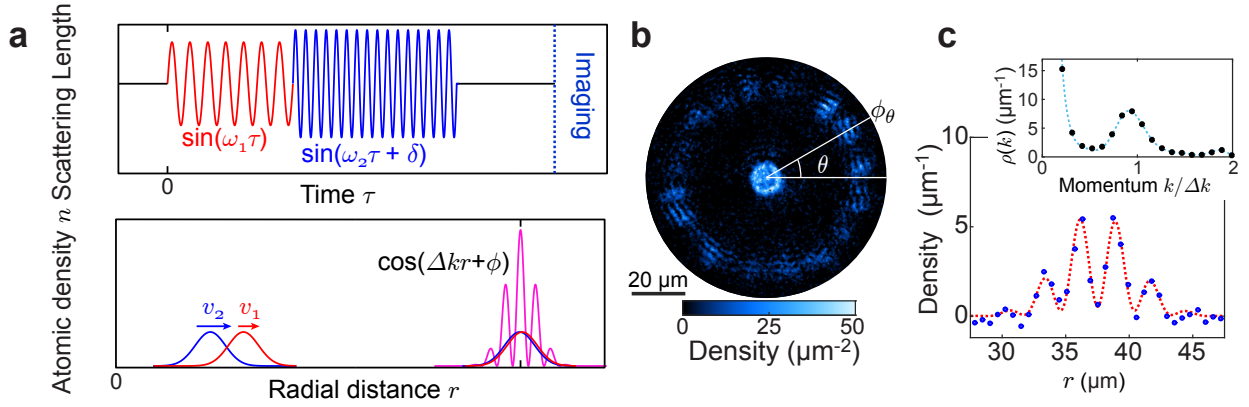 a
Scattering Length
sin(ω₁τ)
sin(ω₂τ + δ)
Imaging
0
Time τ
Atomic density n
v₂
v₁
cos(Δkr+ϕ)
0
Radial distance r
b
ϕ_θ
θ
20 µm
0 25 50
Density (µm⁻²)
c
ρ(k) (µm⁻¹)
15
10
5
0
0 1 2
Momentum k/Δk
Density (µm⁻¹)
10
5
0
30 35 40 45
r (µm)